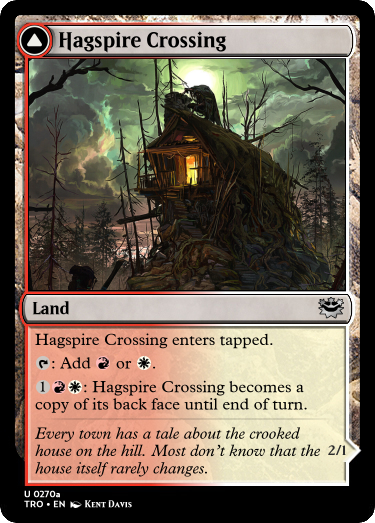 Hagspire Crossing
Land
Hagspire Crossing enters tapped.
: Add or .
1 : Hagspire Crossing becomes a
copy of its back face until end of turn.
Every town has a tale about the crooked
house on the hill. Most don't know that the
house itself rarely changes.
2/1
U 0270a
TRO • EN Kent Davis